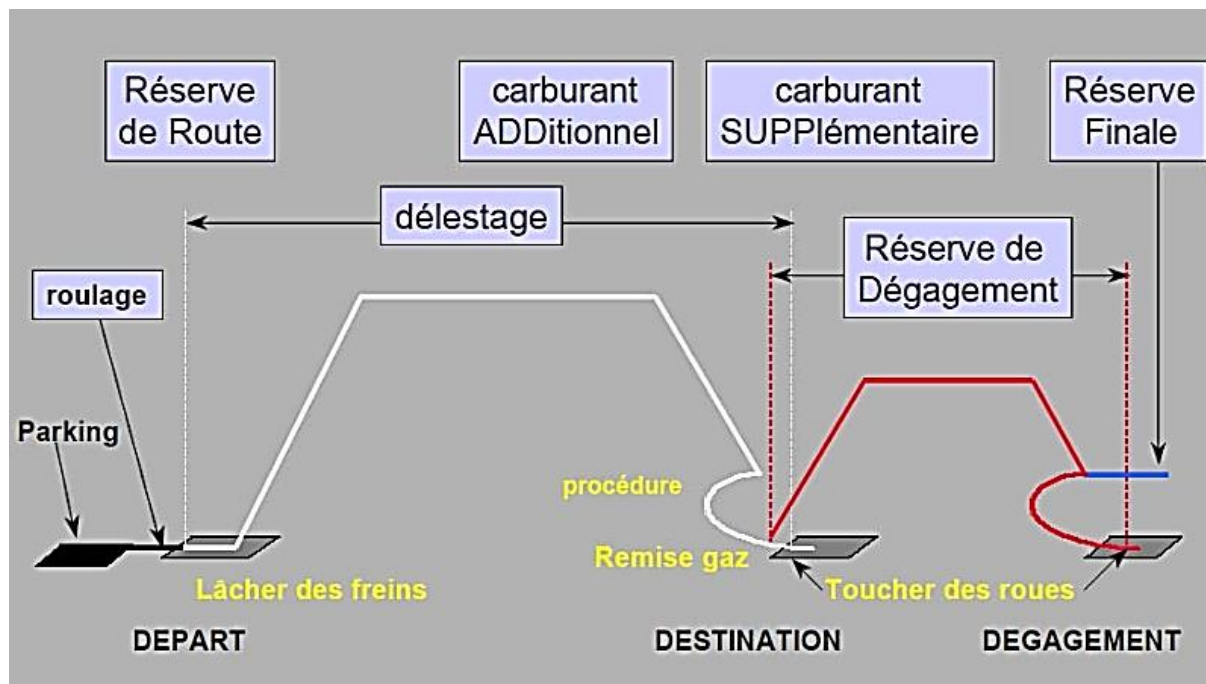 Réserve
de Route
carburant
ADDitionnel
carburant
SUPPlémentaire
Réserve
Finale
délestage
Réserve de
Dégagement
roulage
Parking
procédure
Remise gaz
Lâcher des freins
Toucher des roues
DEPART
DESTINATION
DEGAGEMENT